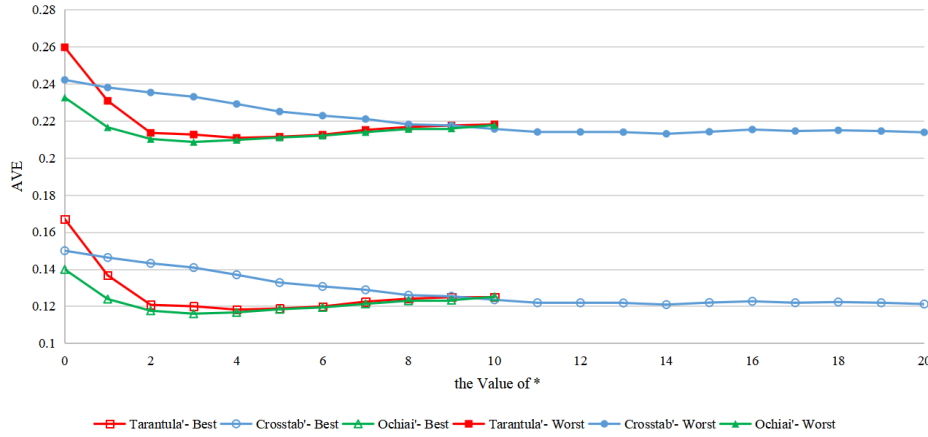 0.28
0.26
0.24
0.22
0.2
0.18
0.16
0.14
0.12
0.1
AVE
0 2 4 6 8 10 12 14 16 18 20
the Value of *
Tarantula'- Best Crosstab'- Best Ochiai'- Best Tarantula'- Worst Crosstab'- Worst Ochiai'- Worst